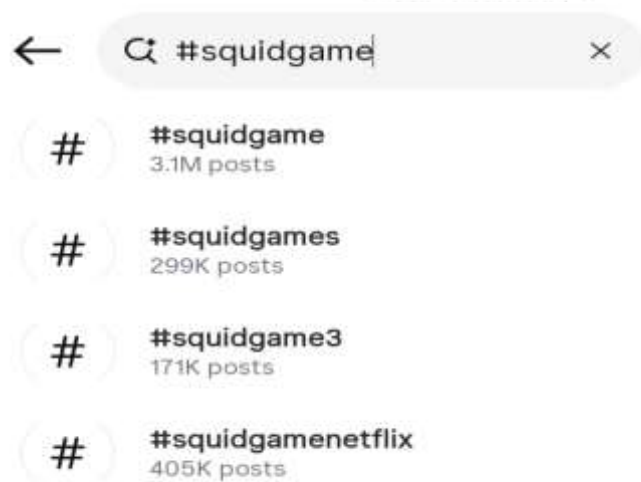 #squidgame
#squidgame
3.1M posts
#squidgames
299K posts
#squidgame3
171K posts
#squidgamenetflix
405K posts